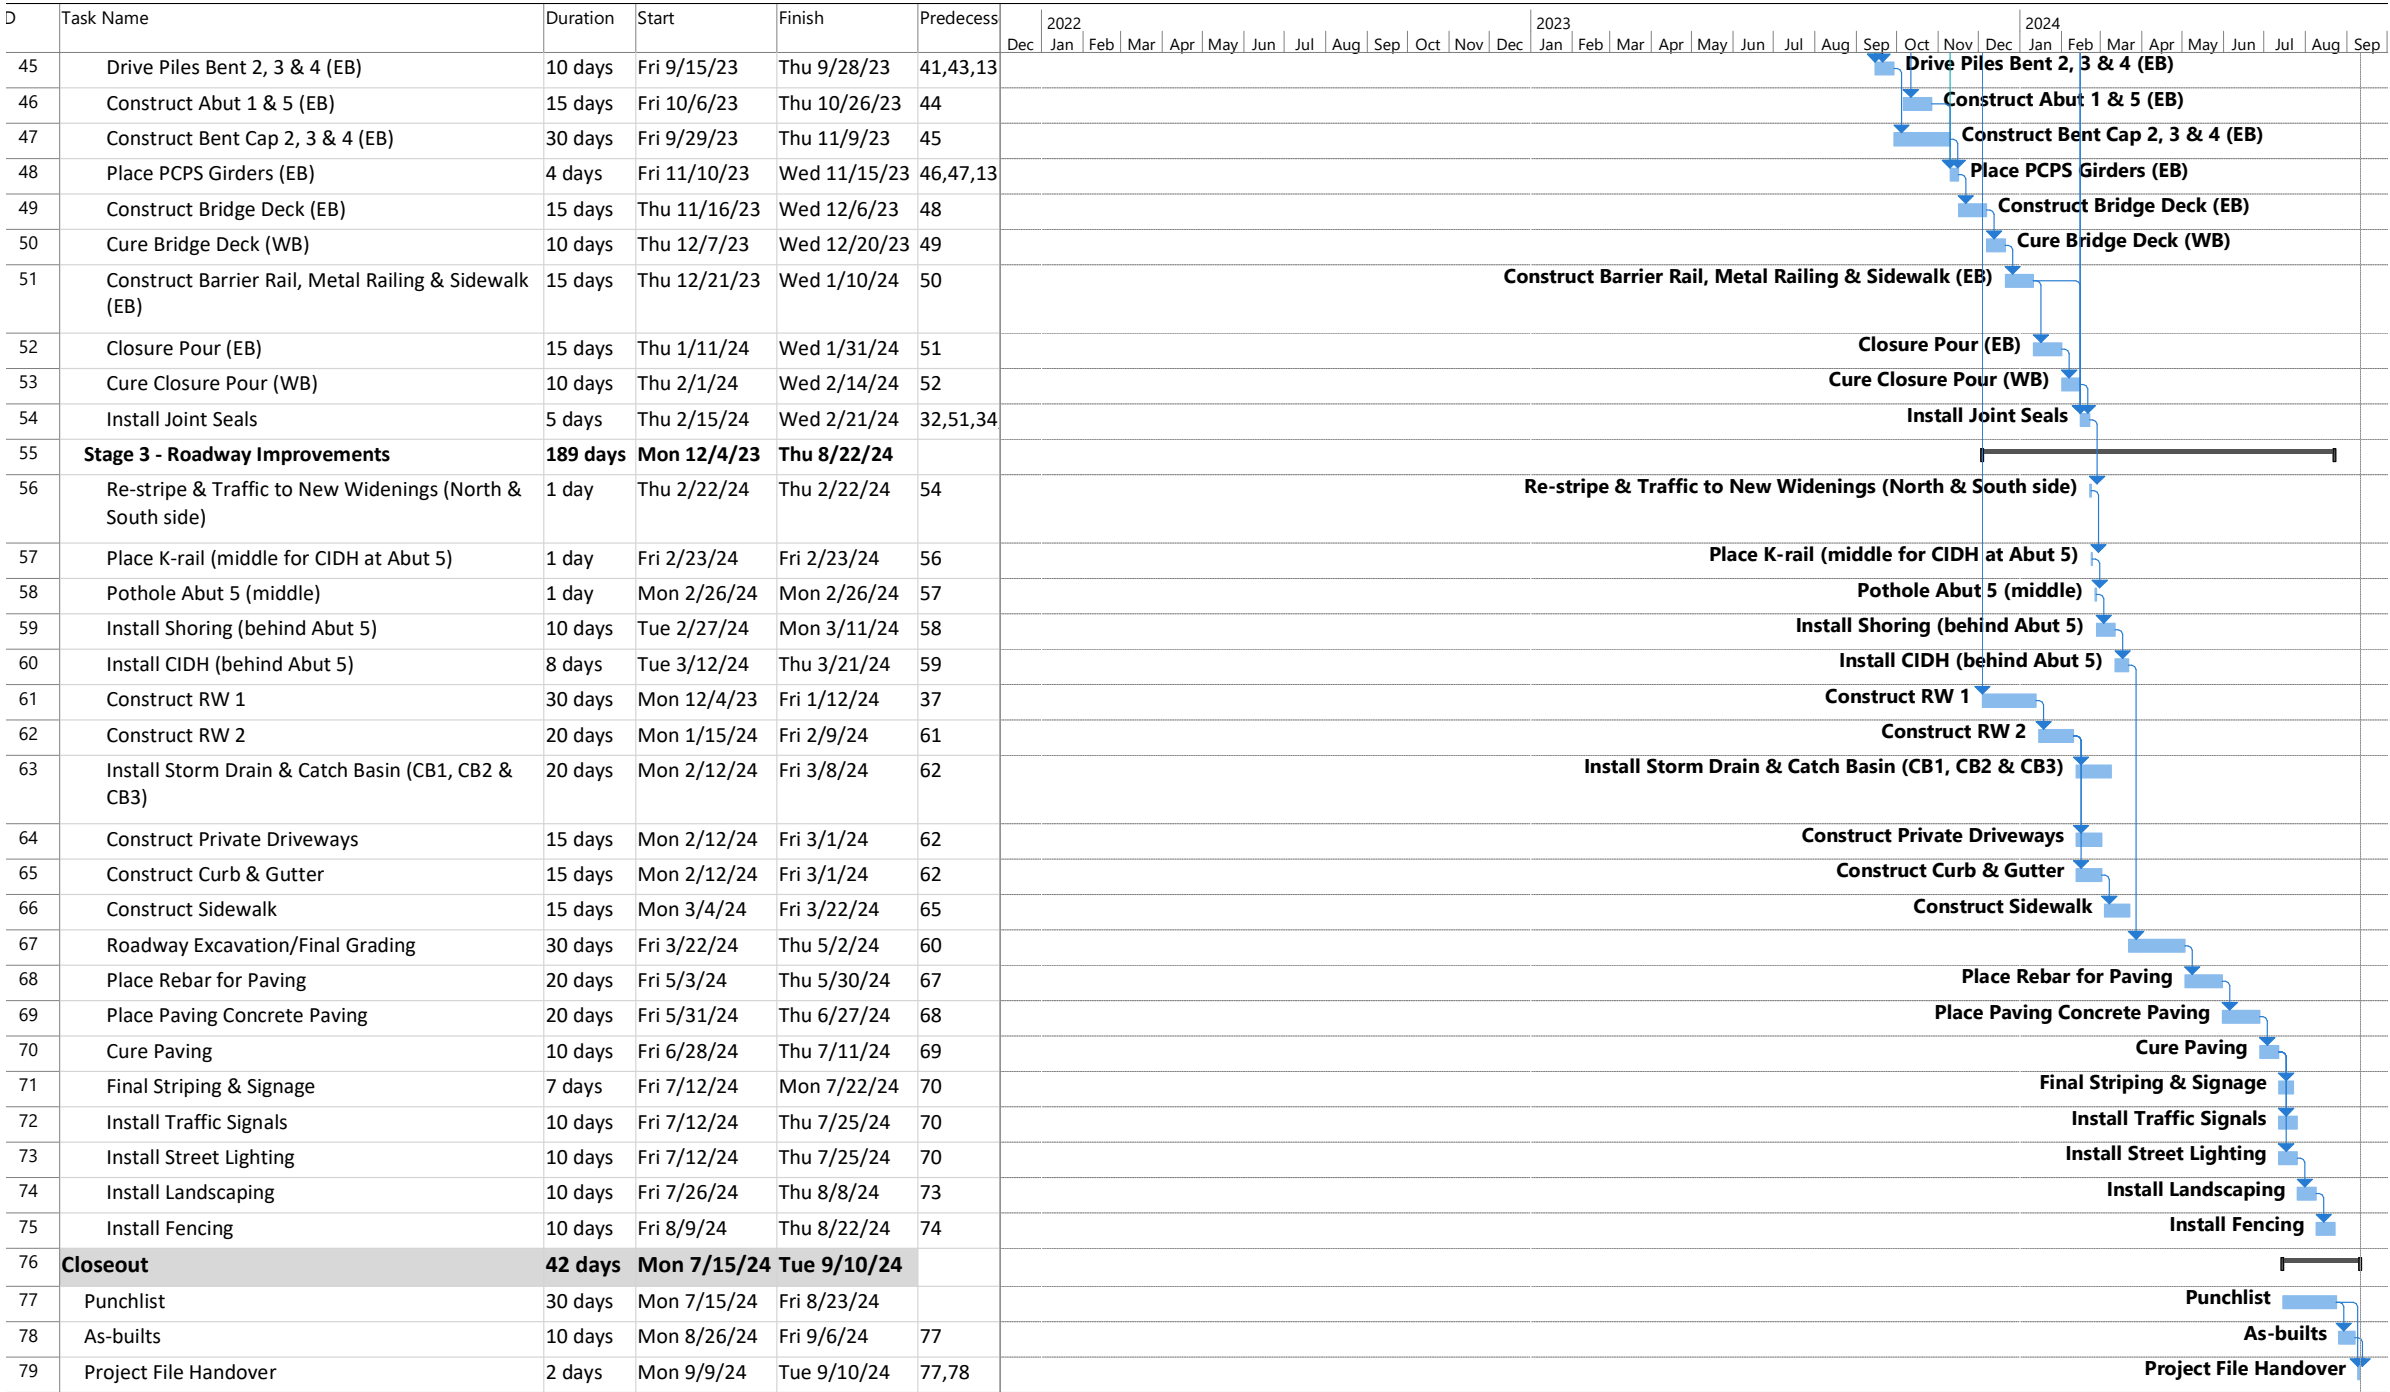 D Task Name Duration Start Finish Predecess
2022 2023 2024
Dec Jan Feb Mar Apr May Jun Jul Aug Sep Oct Nov Dec Jan Feb Mar Apr May Jun Jul Aug Sep Oct Nov Dec Jan Feb Mar Apr May Jun Jul Aug Sep
45 Drive Piles Bent 2, 3 & 4 (EB) 10 days Fri 9/15/23 Thu 9/28/23 41,43,13 Drive Piles Bent 2, 3 & 4 (EB)
46 Construct Abut 1 & 5 (EB) 15 days Fri 10/6/23 Thu 10/26/23 44 Construct Abut 1 & 5 (EB)
47 Construct Bent Cap 2, 3 & 4 (EB) 30 days Fri 9/29/23 Thu 11/9/23 45 Construct Bent Cap 2, 3 & 4 (EB)
48 Place PCPS Girders (EB) 4 days Fri 11/10/23 Wed 11/15/23 46,47,13 Place PCPS Girders (EB)
49 Construct Bridge Deck (EB) 15 days Thu 11/16/23 Wed 12/6/23 48 Construct Bridge Deck (EB)
50 Cure Bridge Deck (WB) 10 days Thu 12/7/23 Wed 12/20/23 49 Cure Bridge Deck (WB)
51 Construct Barrier Rail, Metal Railing & Sidewalk 15 days Thu 12/21/23 Wed 1/10/24 50 Construct Barrier Rail, Metal Railing & Sidewalk (EB)
(EB)
52 Closure Pour (EB) 15 days Thu 1/11/24 Wed 1/31/24 51 Closure Pour (EB)
53 Cure Closure Pour (WB) 10 days Thu 2/1/24 Wed 2/14/24 52 Cure Closure Pour (WB)
54 Install Joint Seals 5 days Thu 2/15/24 Wed 2/21/24 32,51,34, Install Joint Seals
55 Stage 3 - Roadway Improvements 189 days Mon 12/4/23 Thu 8/22/24
56 Re-stripe & Traffic to New Widenings (North & 1 day Thu 2/22/24 Thu 2/22/24 54 Re-stripe & Traffic to New Widenings (North & South side)
South side)
57 Place K-rail (middle for CIDH at Abut 5) 1 day Fri 2/23/24 Fri 2/23/24 56 Place K-rail (middle for CIDH at Abut 5)
58 Pothole Abut 5 (middle) 1 day Mon 2/26/24 Mon 2/26/24 57 Pothole Abut 5 (middle)
59 Install Shoring (behind Abut 5) 10 days Tue 2/27/24 Mon 3/11/24 58 Install Shoring (behind Abut 5)
60 Install CIDH (behind Abut 5) 8 days Tue 3/12/24 Thu 3/21/24 59 Install CIDH (behind Abut 5)
61 Construct RW 1 30 days Mon 12/4/23 Fri 1/12/24 37 Construct RW 1
62 Construct RW 2 20 days Mon 1/15/24 Fri 2/9/24 61 Construct RW 2
63 Install Storm Drain & Catch Basin (CB1, CB2 & 20 days Mon 2/12/24 Fri 3/8/24 62 Install Storm Drain & Catch Basin (CB1, CB2 & CB3)
CB3)
64 Construct Private Driveways 15 days Mon 2/12/24 Fri 3/1/24 62 Construct Private Driveways
65 Construct Curb & Gutter 15 days Mon 2/12/24 Fri 3/1/24 62 Construct Curb & Gutter
66 Construct Sidewalk 15 days Mon 3/4/24 Fri 3/22/24 65 Construct Sidewalk
67 Roadway Excavation/Final Grading 30 days Fri 3/22/24 Thu 5/2/24 60
68 Place Rebar for Paving 20 days Fri 5/3/24 Thu 5/30/24 67 Place Rebar for Paving
69 Place Paving Concrete Paving 20 days Fri 5/31/24 Thu 6/27/24 68 Place Paving Concrete Paving
70 Cure Paving 10 days Fri 6/28/24 Thu 7/11/24 69 Cure Paving
71 Final Striping & Signage 7 days Fri 7/12/24 Mon 7/22/24 70 Final Striping & Signage
72 Install Traffic Signals 10 days Fri 7/12/24 Thu 7/25/24 70 Install Traffic Signals
73 Install Street Lighting 10 days Fri 7/12/24 Thu 7/25/24 70 Install Street Lighting
74 Install Landscaping 10 days Fri 7/26/24 Thu 8/8/24 73 Install Landscaping
75 Install Fencing 10 days Fri 8/9/24 Thu 8/22/24 74 Install Fencing
76 Closeout 42 days Mon 7/15/24 Tue 9/10/24
77 Punchlist 30 days Mon 7/15/24 Fri 8/23/24 Punchlist
78 As-builts 10 days Mon 8/26/24 Fri 9/6/24 77 As-builts
79 Project File Handover 2 days Mon 9/9/24 Tue 9/10/24 77,78 Project File Handover